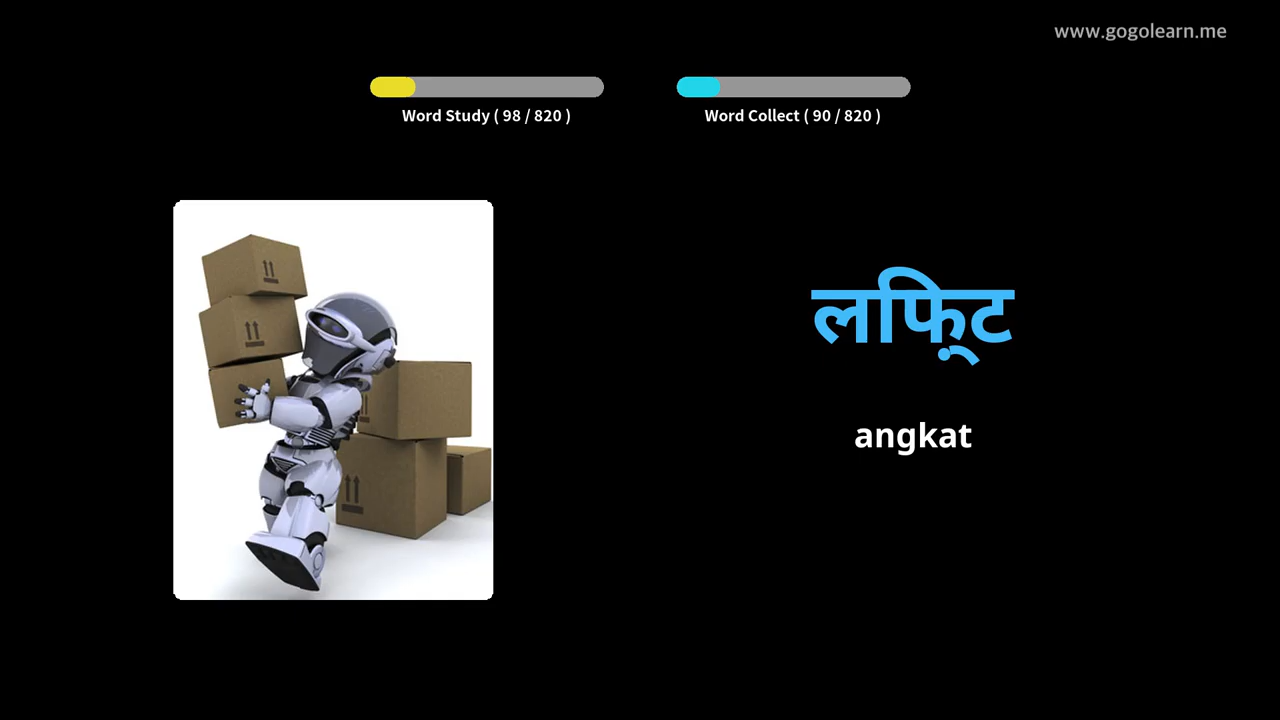 www.gogolearn.me
Word Study ( 98 / 820 )
Word Collect ( 90 / 820 )
लफ़्टि
angkat